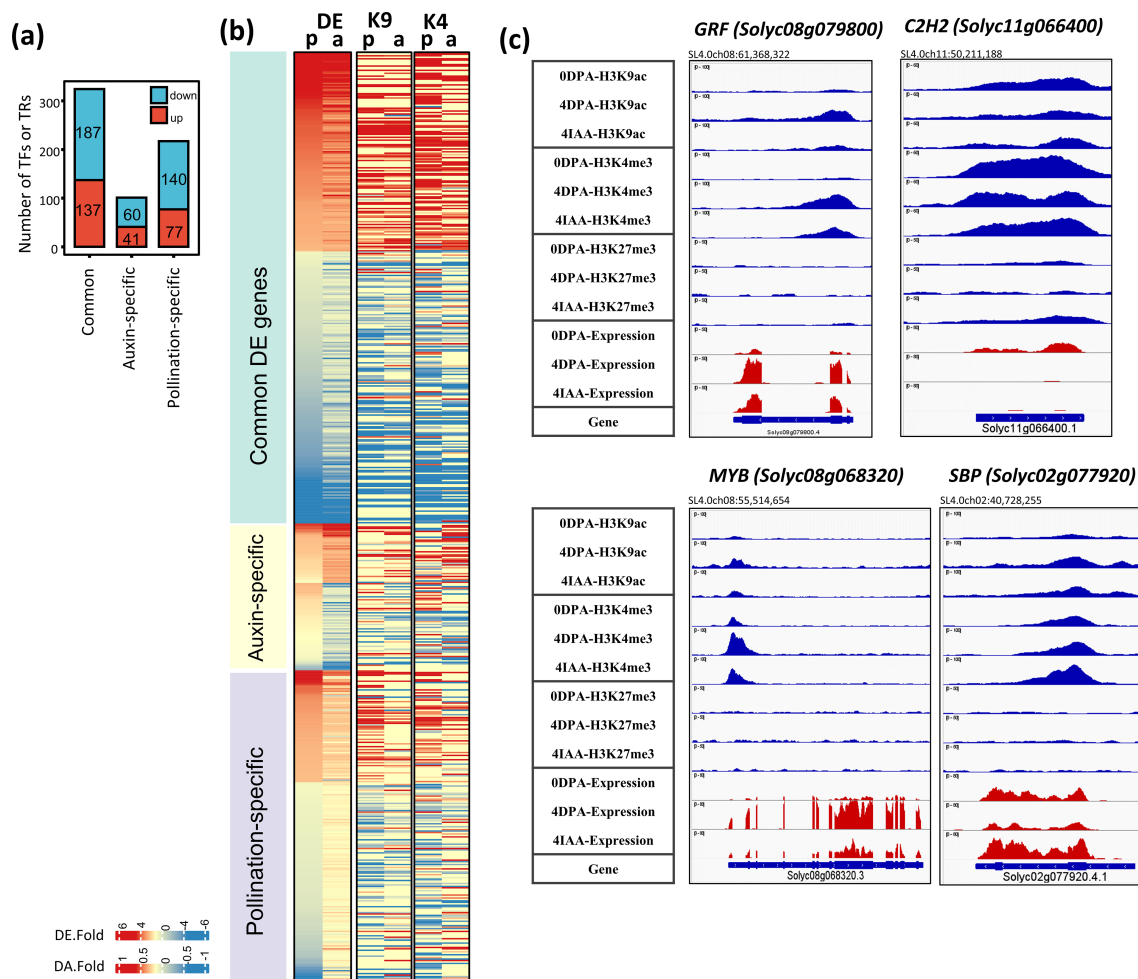 (a)
Number of TFs or TRs
300
200
100
0
down
up
187
137
60
41
140
77
Common
Auxin-specific
Pollination-specific
(b)
DE K9 K4
p a p a p a
Common DE genes
Auxin-specific
Pollination-specific
DE.Fold
6 4 0 -4 -6
DA.Fold
1 0.5 0 -0.5 -1
(c)
GRF (Solyc08g079800)
SL4.0ch08:61,368,322
C2H2 (Solyc11g066400)
SL4.0ch11:50,211,188
0DPA-H3K9ac
4DPA-H3K9ac
4IAA-H3K9ac
0DPA-H3K4me3
4DPA-H3K4me3
4IAA-H3K4me3
0DPA-H3K27me3
4DPA-H3K27me3
4IAA-H3K27me3
0DPA-Expression
4DPA-Expression
4IAA-Expression
Gene
Solyc08g079800.4
Solyc11g066400.1
MYB (Solyc08g068320)
SL4.0ch08:55,514,654
SBP (Solyc02g077920)
SL4.0ch02:40,728,255
0DPA-H3K9ac
4DPA-H3K9ac
4IAA-H3K9ac
0DPA-H3K4me3
4DPA-H3K4me3
4IAA-H3K4me3
0DPA-H3K27me3
4DPA-H3K27me3
4IAA-H3K27me3
0DPA-Expression
4DPA-Expression
4IAA-Expression
Gene
Solyc08g068320.3
Solyc02g077920.4.1